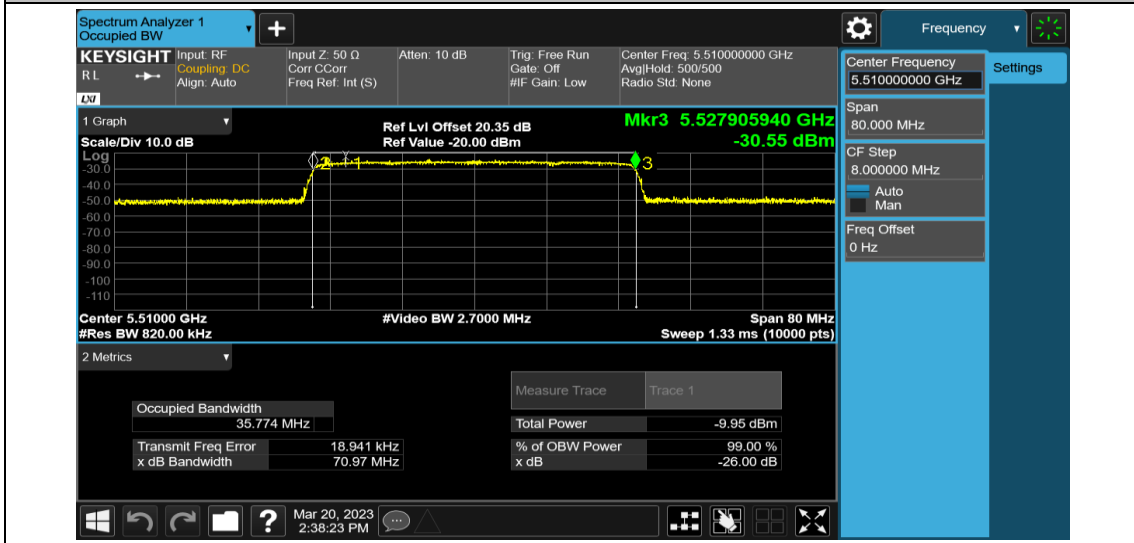 Spectrum Analyzer 1
Occupied BW
+
Frequency
KEYSIGHT
R L
LXI
Input: RF
Coupling: DC
Align: Auto
Input Z: 50 Ω
Corr CCorr
Freq Ref: Int (S)
Atten: 10 dB
Trig: Free Run
Gate: Off
#IF Gain: Low
Center Freq: 5.510000000 GHz
Avg|Hold: 500/500
Radio Std: None
Center Frequency
5.510000000 GHz
Settings
Span
80.000 MHz
CF Step
8.000000 MHz
Auto
Man
Freq Offset
0 Hz
1 Graph
Scale/Div 10.0 dB
Ref Lvl Offset 20.35 dB
Ref Value -20.00 dBm
Mkr3 5.527905940 GHz
-30.55 dBm
Log
-30.0
-40.0
-50.0
-60.0
-70.0
-80.0
-90.0
-100
-110
2
1
3
Center 5.51000 GHz
#Video BW 2.7000 MHz
Span 80 MHz
#Res BW 820.00 kHz
Sweep 1.33 ms (10000 pts)
2 Metrics
Measure Trace
Trace 1
Occupied Bandwidth
35.774 MHz
Total Power
-9.95 dBm
Transmit Freq Error
18.941 kHz
% of OBW Power
99.00 %
x dB Bandwidth
70.97 MHz
x dB
-26.00 dB
?
Mar 20, 2023
2:38:23 PM